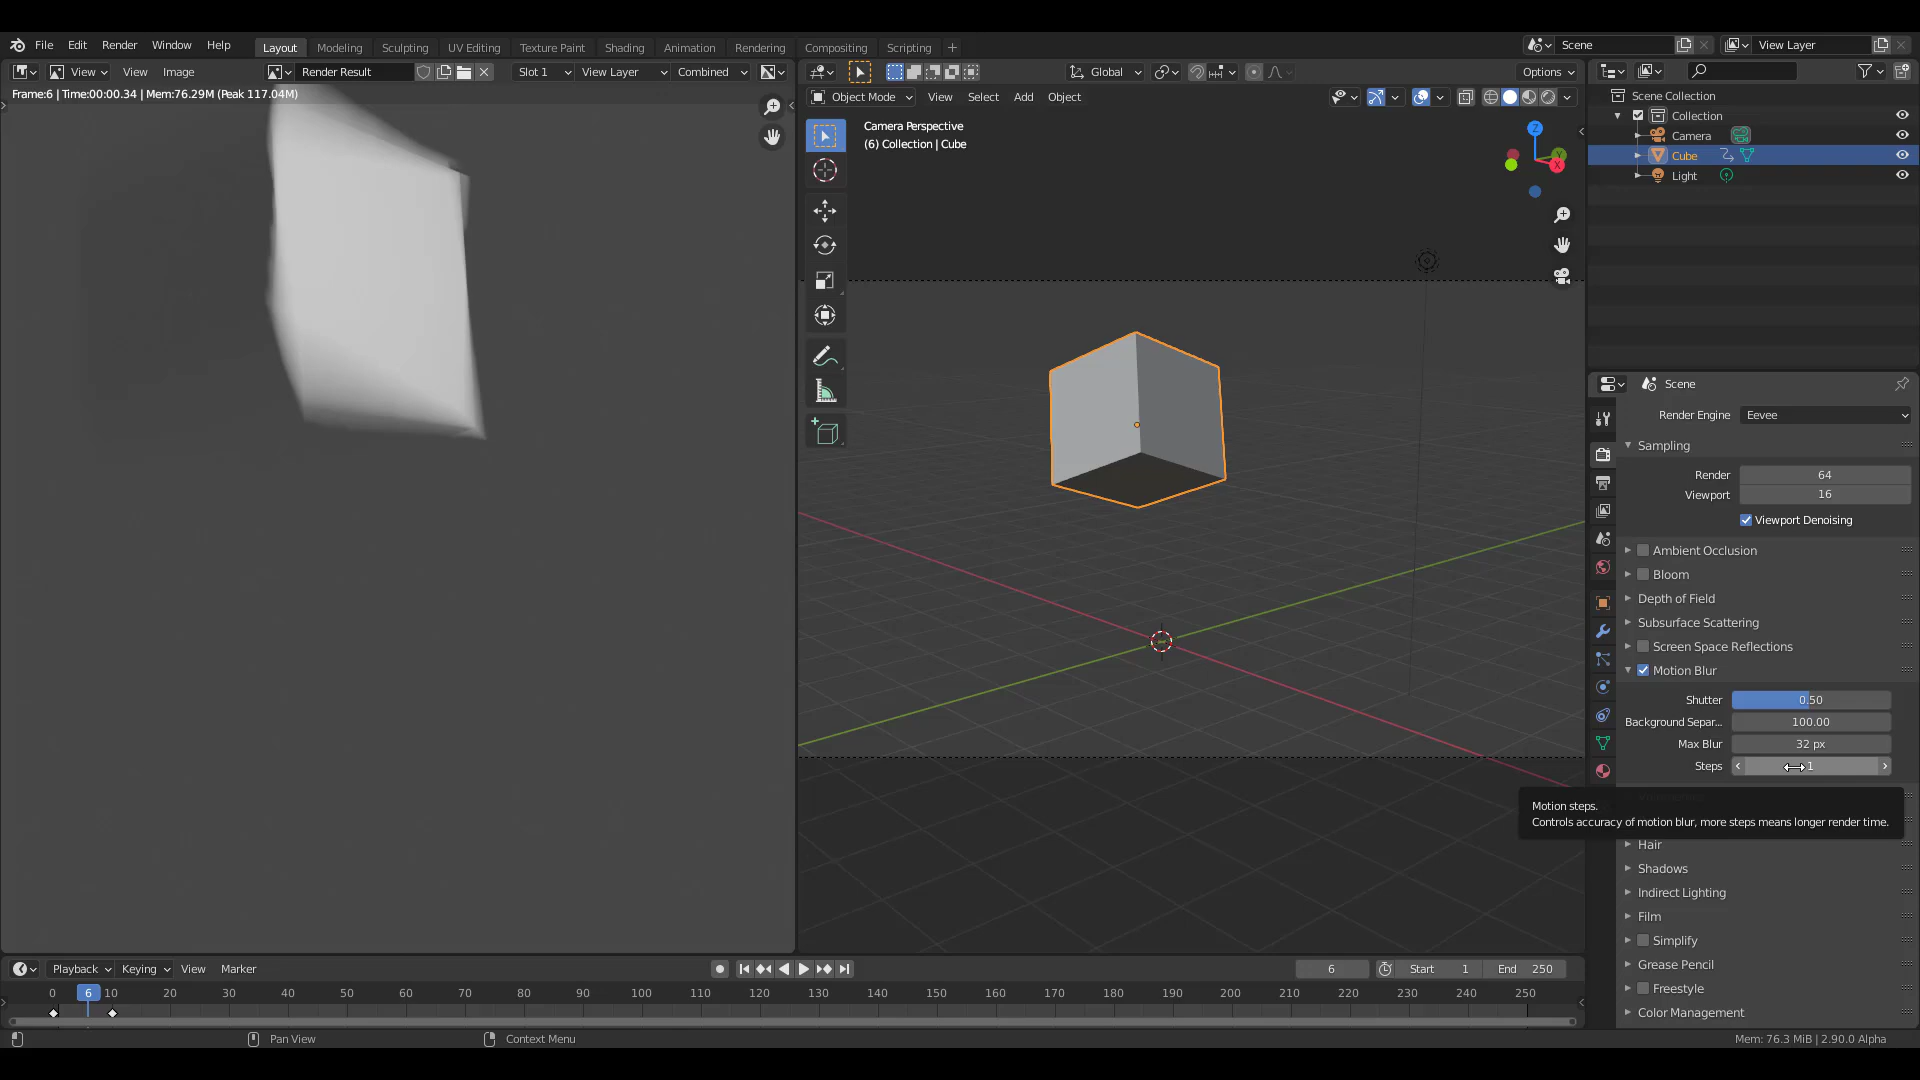 File Edit Render Window Help Layout Modeling Sculpting UV Editing Texture Paint Shading Animation Rendering Compositing Scripting + Scene View Layer
View View Image Render Result Slot 1 View Layer Combined Global Options
Frame:6 | Time:00:00.34 | Mem:76.29M (Peak 117.04M)
Object Mode View Select Add Object
Camera Perspective
(6) Collection | Cube
Z
Y
X
Scene Collection
Collection
Camera
Cube
Light
Scene
Render Engine Eevee
Sampling
Render 64
Viewport 16
Viewport Denoising
Ambient Occlusion
Bloom
Depth of Field
Subsurface Scattering
Screen Space Reflections
Motion Blur
Shutter 0.50
Background Separ... 100.00
Max Blur 32 px
Steps 1
Motion steps.
Controls accuracy of motion blur, more steps means longer render time.
Hair
Shadows
Indirect Lighting
Film
Simplify
Grease Pencil
Freestyle
Color Management
Playback Keying View Marker 6 Start 1 End 250
0 6 10 20 30 40 50 60 70 80 90 100 110 120 130 140 150 160 170 180 190 200 210 220 230 240 250
Pan View Context Menu Mem: 76.3 MiB | 2.90.0 Alpha